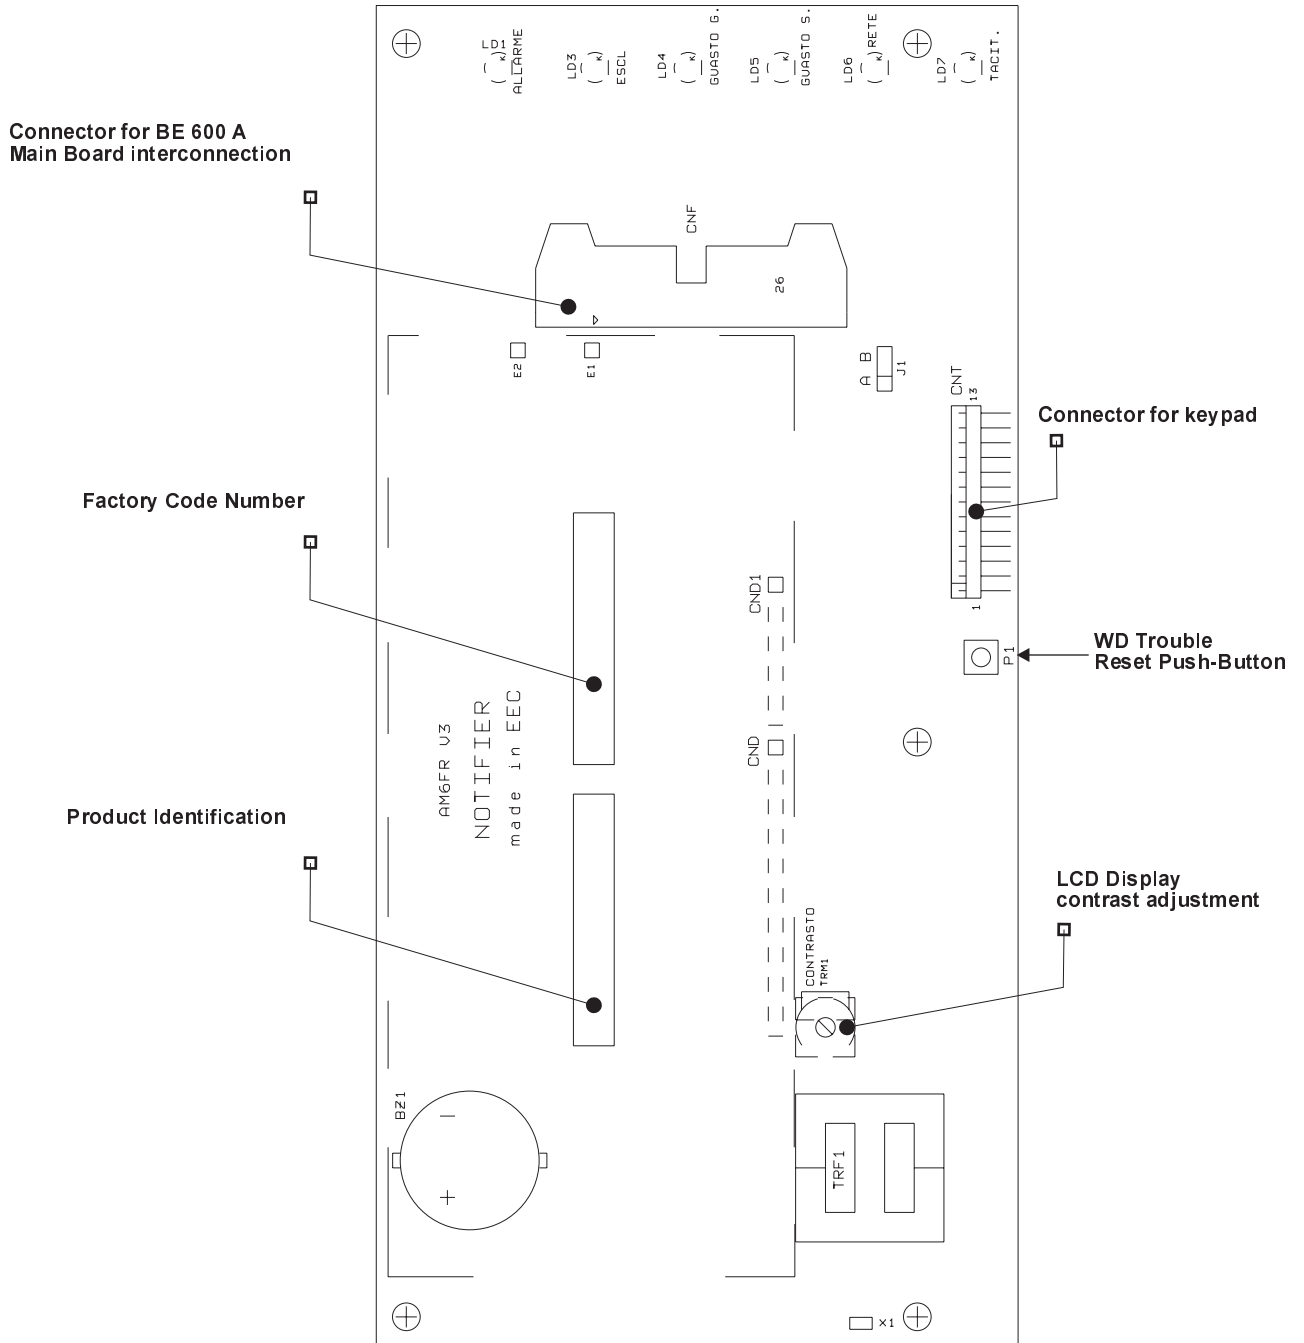 LD1
ALLARME
LD3
ESCL
LD4
GUASTO G.
LD5
GUASTO S.
LD6
RETE
LD7
TACIT.
K
K
K
K
K
K
Connector for BE 600 A
Main Board interconnection
CNF
26
E2
E1
A B
J1
CNT
13
1
Connector for keypad
Factory Code Number
CND1
P1
WD Trouble
Reset Push-Button
AM6FR V3
NOTIFIER
made in EEC
CND
Product Identification
LCD Display
contrast adjustment
CONTRASTO
TRM1
BZ1
−
+
TRF1
X1